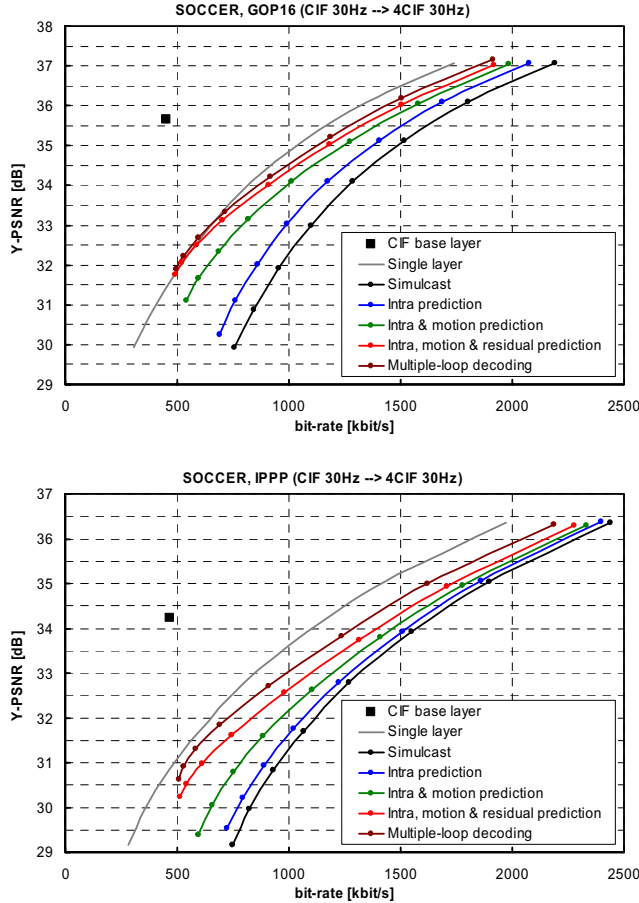 SOCCER, GOP16 (CIF 30Hz --> 4CIF 30Hz)
38
37
36
35
34
33
32
31
30
29
Y-PSNR [dB]
CIF base layer
Single layer
Simulcast
Intra prediction
Intra & motion prediction
Intra, motion & residual prediction
Multiple-loop decoding
0 500 1000 1500 2000 2500
bit-rate [kbit/s]
SOCCER, IPPP (CIF 30Hz --> 4CIF 30Hz)
37
36
35
34
33
32
31
30
29
Y-PSNR [dB]
CIF base layer
Single layer
Simulcast
Intra prediction
Intra & motion prediction
Intra, motion & residual prediction
Multiple-loop decoding
0 500 1000 1500 2000 2500
bit-rate [kbit/s]